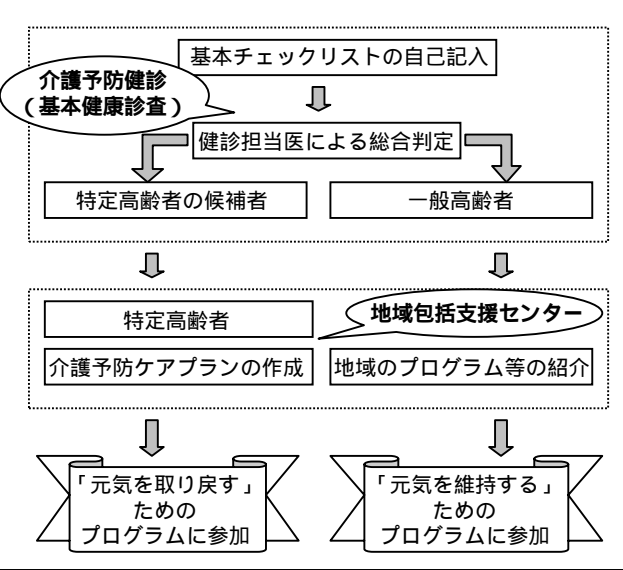 基本チェックリストの自己記入
介護予防健診
（基本健康診査）
健診担当医による総合判定
特定高齢者の候補者
一般高齢者
特定高齢者
地域包括支援センター
介護予防ケアプランの作成
地域のプログラム等の紹介
「元気を取り戻す」
ための
プログラムに参加
「元気を維持する」
ための
プログラムに参加